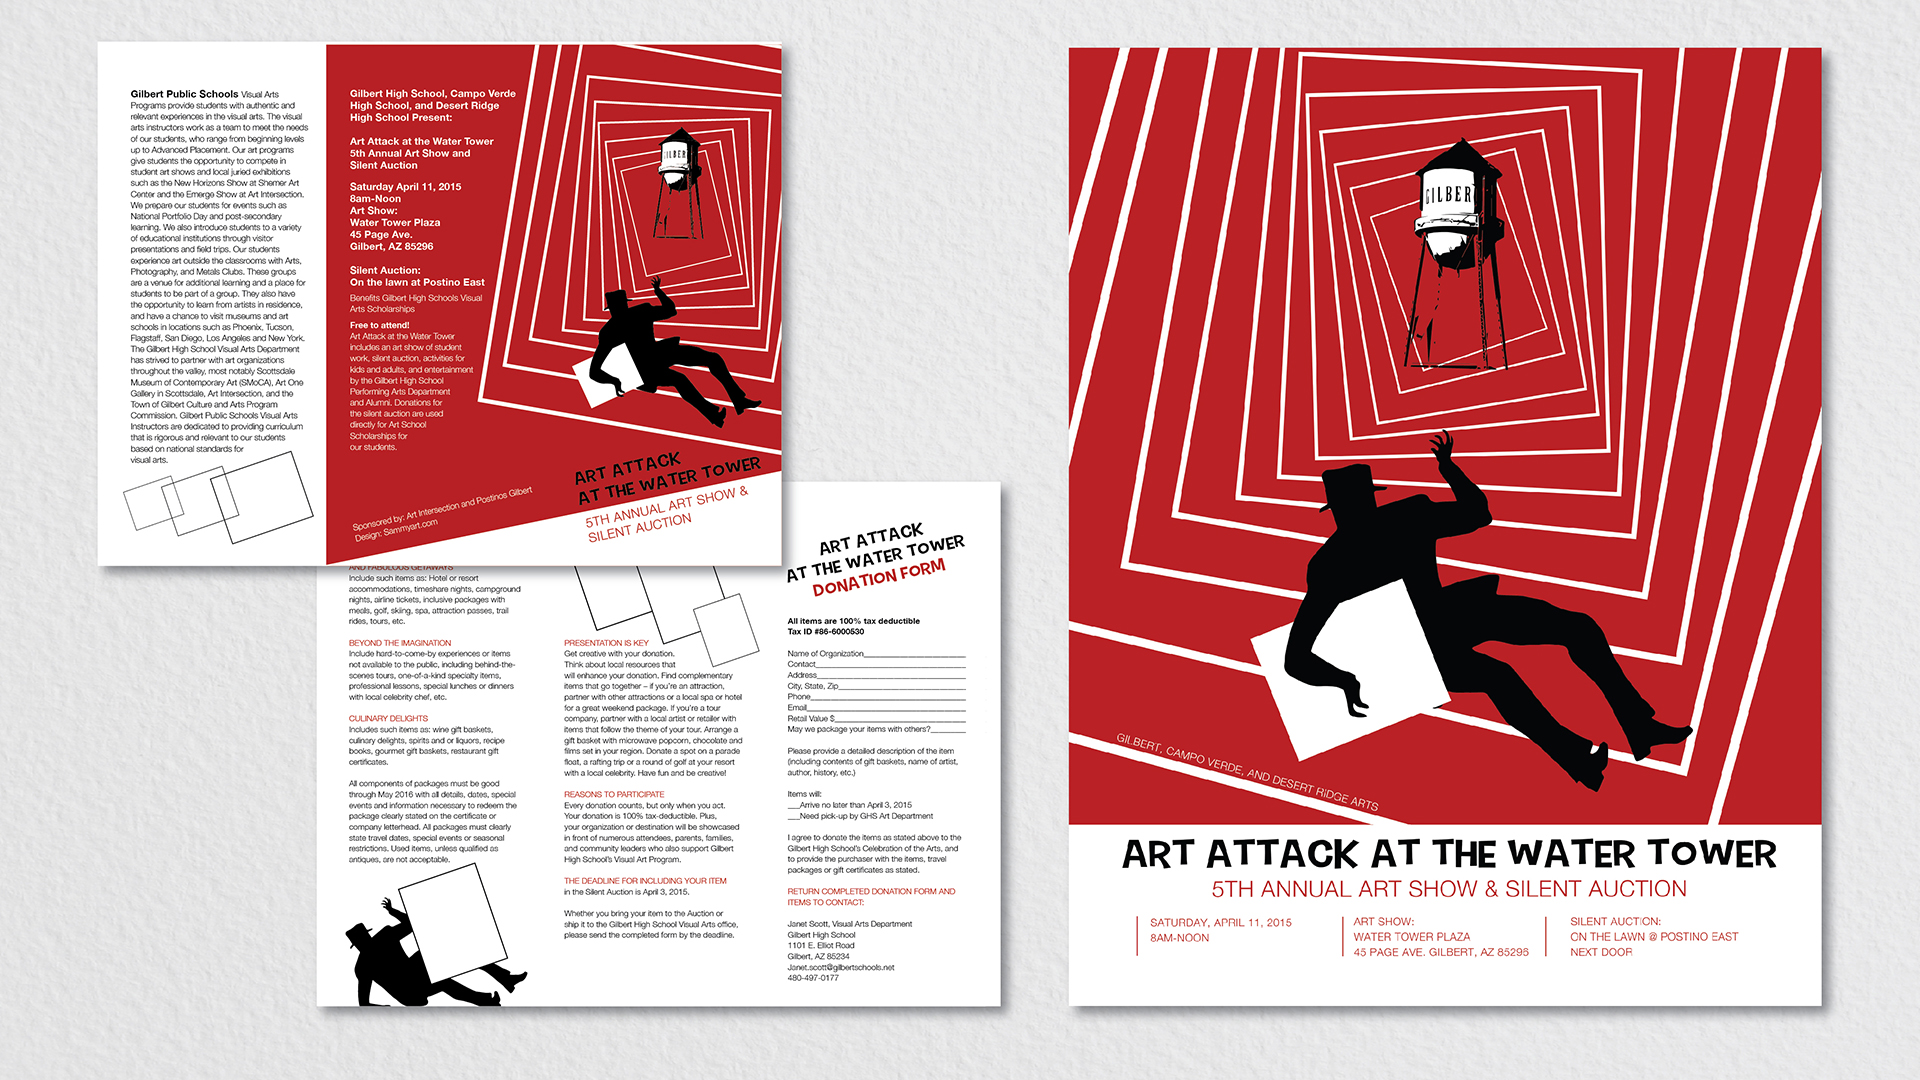 Gilbert Public Schools Visual Arts
Programs provide students with authentic and
relevant experiences in the visual arts. The visual
arts instructors work as a team to meet the needs
of our students, who range from beginning levels
up to Advanced Placement. Our art programs
give students the opportunity to compete in
student art shows and local juried exhibitions
such as the New Horizons Show at Shemer Art
Center and the Emerge Show at Art Intersection.
We prepare our students for events such as
National Portfolio Day and post-secondary
learning. We also introduce students to a variety
of educational institutions through visitor
presentations and field trips. Our students
experience art outside the classrooms with Arts,
Photography, and Metals Clubs. These groups
are a venue for additional learning and a place for
students to be part of a group. They also have
the opportunity to learn from artists in residence,
and have a chance to visit museums and art
schools in locations such as Phoenix, Tucson,
Flagstaff, San Diego, Los Angeles and New York.
The Gilbert High School Visual Arts Department
has strived to partner with art organizations
throughout the valley, most notably Scottsdale
Museum of Contemporary Art (SMoCA), Art One
Gallery in Scottsdale, Art Intersection, and the
Town of Gilbert Culture and Arts Program
Commission. Gilbert Public Schools Visual Arts
Instructors are dedicated to providing curriculum
that is rigorous and relevant to our students
based on national standards for
visual arts.
Gilbert High School, Campo Verde
High School, and Desert Ridge
High School Present:
Art Attack at the Water Tower
5th Annual Art Show and
Silent Auction
Saturday April 11, 2015
8am-Noon
Art Show:
Water Tower Plaza
45 Page Ave.
Gilbert, AZ 85296
Silent Auction:
On the lawn at Postino East
Benefits Gilbert High Schools Visual
Arts Scholarships
Free to attend!
Art Attack at the Water Tower
includes an art show of student
work, silent auction, activities for
kids and adults, and entertainment
by the Gilbert High School
Performing Arts Department
and Alumni. Donations for
the silent auction are used
directly for Art School
Scholarships for
our students.
Sponsored by: Art Intersection and Postinos Gilbert
Design: Sammyart.com
GILBER
ART ATTACK
AT THE WATER TOWER
5TH ANNUAL ART SHOW &
SILENT AUCTION
AND FABULOUS GETAWAYS
Include such items as: Hotel or resort
accommodations, timeshare nights, campground
nights, airline tickets, inclusive packages with
meals, golf, skiing, spa, attraction passes, trail
rides, tours, etc.
BEYOND THE IMAGINATION
Include hard-to-come-by experiences or items
not available to the public, including behind-the-
scenes tours, one-of-a-kind specialty items,
professional lessons, special lunches or dinners
with local celebrity chef, etc.
CULINARY DELIGHTS
Includes such items as: wine gift baskets,
culinary delights, spirits and or liquors, recipe
books, gourmet gift baskets, restaurant gift
certificates.
All components of packages must be good
through May 2016 with all details, dates, special
events and information necessary to redeem the
package clearly stated on the certificate or
company letterhead. All packages must clearly
state travel dates, special events or seasonal
restrictions. Used items, unless qualified as
antiques, are not acceptable.
PRESENTATION IS KEY
Get creative with your donation.
Think about local resources that
will enhance your donation. Find complementary
items that go together – if you're an attraction,
partner with other attractions or a local spa or hotel
for a great weekend package. If you're a tour
company, partner with a local artist or retailer with
items that follow the theme of your tour. Arrange a
gift basket with microwave popcorn, chocolate and
films set in your region. Donate a spot on a parade
float, a rafting trip or a round of golf at your resort
with a local celebrity. Have fun and be creative!
REASONS TO PARTICIPATE
Every donation counts, but only when you act.
Your donation is 100% tax-deductible. Plus,
your organization or destination will be showcased
in front of numerous attendees, parents, families,
and community leaders who also support Gilbert
High School's Visual Art Program.
THE DEADLINE FOR INCLUDING YOUR ITEM
in the Silent Auction is April 3, 2015.
Whether you bring your item to the Auction or
ship it to the Gilbert High School Visual Arts office,
please send the completed form by the deadline.
ART ATTACK
AT THE WATER TOWER
DONATION FORM
All items are 100% tax deductible
Tax ID #86-6000530
Name of Organization
Contact
Address
City, State, Zip
Phone
Email
Retail Value $
May we package your items with others?
Please provide a detailed description of the item
(including contents of gift baskets, name of artist,
author, history, etc.)
Items will:
___Arrive no later than April 3, 2015
___Need pick-up by GHS Art Department
I agree to donate the items as stated above to the
Gilbert High School's Celebration of the Arts, and
to provide the purchaser with the items, travel
packages or gift certificates as stated.
RETURN COMPLETED DONATION FORM AND
ITEMS TO CONTACT:
Janet Scott, Visual Arts Department
Gilbert High School
1101 E. Elliot Road
Gilbert, AZ 85234
Janet.scott@gilbertschools.net
480-497-0177
GILBER
GILBERT, CAMPO VERDE, AND DESERT RIDGE ARTS
ART ATTACK AT THE WATER TOWER
5TH ANNUAL ART SHOW & SILENT AUCTION
SATURDAY, APRIL 11, 2015
8AM-NOON
ART SHOW:
WATER TOWER PLAZA
45 PAGE AVE. GILBERT, AZ 85296
SILENT AUCTION:
ON THE LAWN @ POSTINO EAST
NEXT DOOR